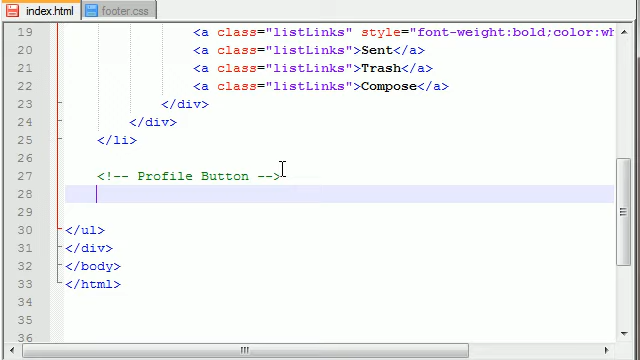 index.html footer.css
19 <a class="listLinks" style="font-weight:bold;color:wh
20 <a class="listLinks">Sent</a>
21 <a class="listLinks">Trash</a>
22 <a class="listLinks">Compose</a>
23 </div>
24 </div>
25 </li>
26
27 <!-- Profile Button -->
28
29
30 </ul>
31 </div>
32 </body>
33 </html>
34
35
36